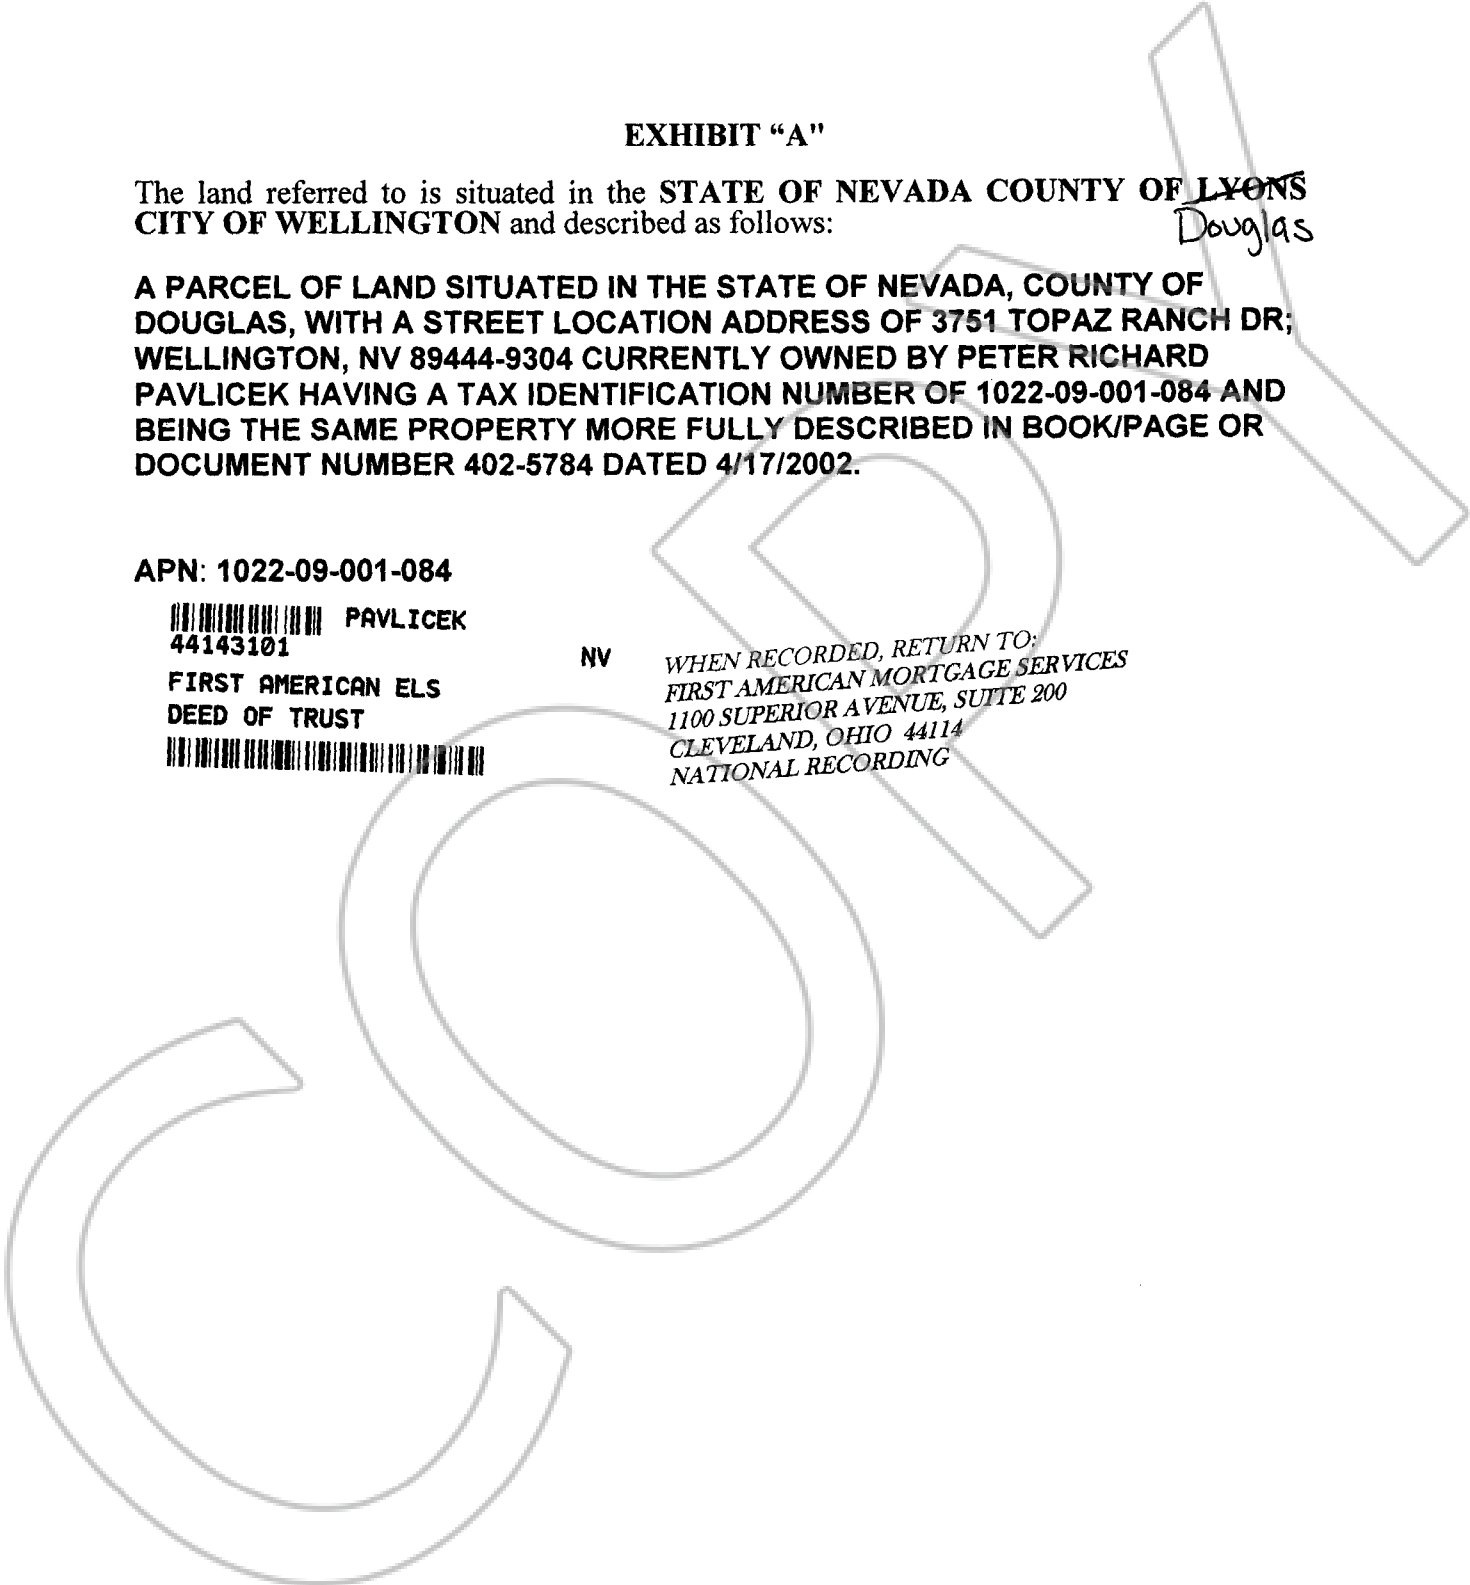 EXHIBIT “A"
The land referred to is situated in the STATE OF NEVADA COUNTY OF LYONS
Douglas
CITY OF WELLINGTON and described as follows:
A PARCEL OF LAND SITUATED IN THE STATE OF NEVADA, COUNTY OF
DOUGLAS, WITH A STREET LOCATION ADDRESS OF 3751 TOPAZ RANCH DR;
WELLINGTON, NV 89444-9304 CURRENTLY OWNED BY PETER RICHARD
PAVLICEK HAVING A TAX IDENTIFICATION NUMBER OF 1022-09-001-084 AND
BEING THE SAME PROPERTY MORE FULLY DESCRIBED IN BOOK/PAGE OR
DOCUMENT NUMBER 402-5784 DATED 4/17/2002.
APN: 1022-09-001-084
PAVLICEK
44143101
NV
FIRST AMERICAN ELS
DEED OF TRUST
WHEN RECORDED, RETURN TO:
FIRST AMERICAN MORTGAGE SERVICES
1100 SUPERIOR AVENUE, SUITE 200
CLEVELAND, OHIO 44114
NATIONAL RECORDING
COPY